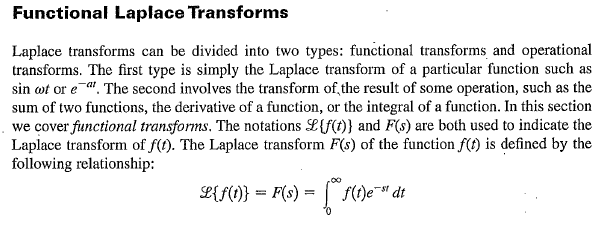 Functional Laplace Transforms
Laplace transforms can be divided into two types: functional transforms and operational
transforms. The first type is simply the Laplace transform of a particular function such as
sin ωt or e⁻ᵃᵗ. The second involves the transform of the result of some operation, such as the
sum of two functions, the derivative of a function, or the integral of a function. In this section
we cover functional transforms. The notations ℒ{f(t)} and F(s) are both used to indicate the
Laplace transform of f(t). The Laplace transform F(s) of the function f(t) is defined by the
following relationship:
ℒ{f(t)} = F(s) = ∫₀^∞ f(t)e⁻ˢᵗ dt